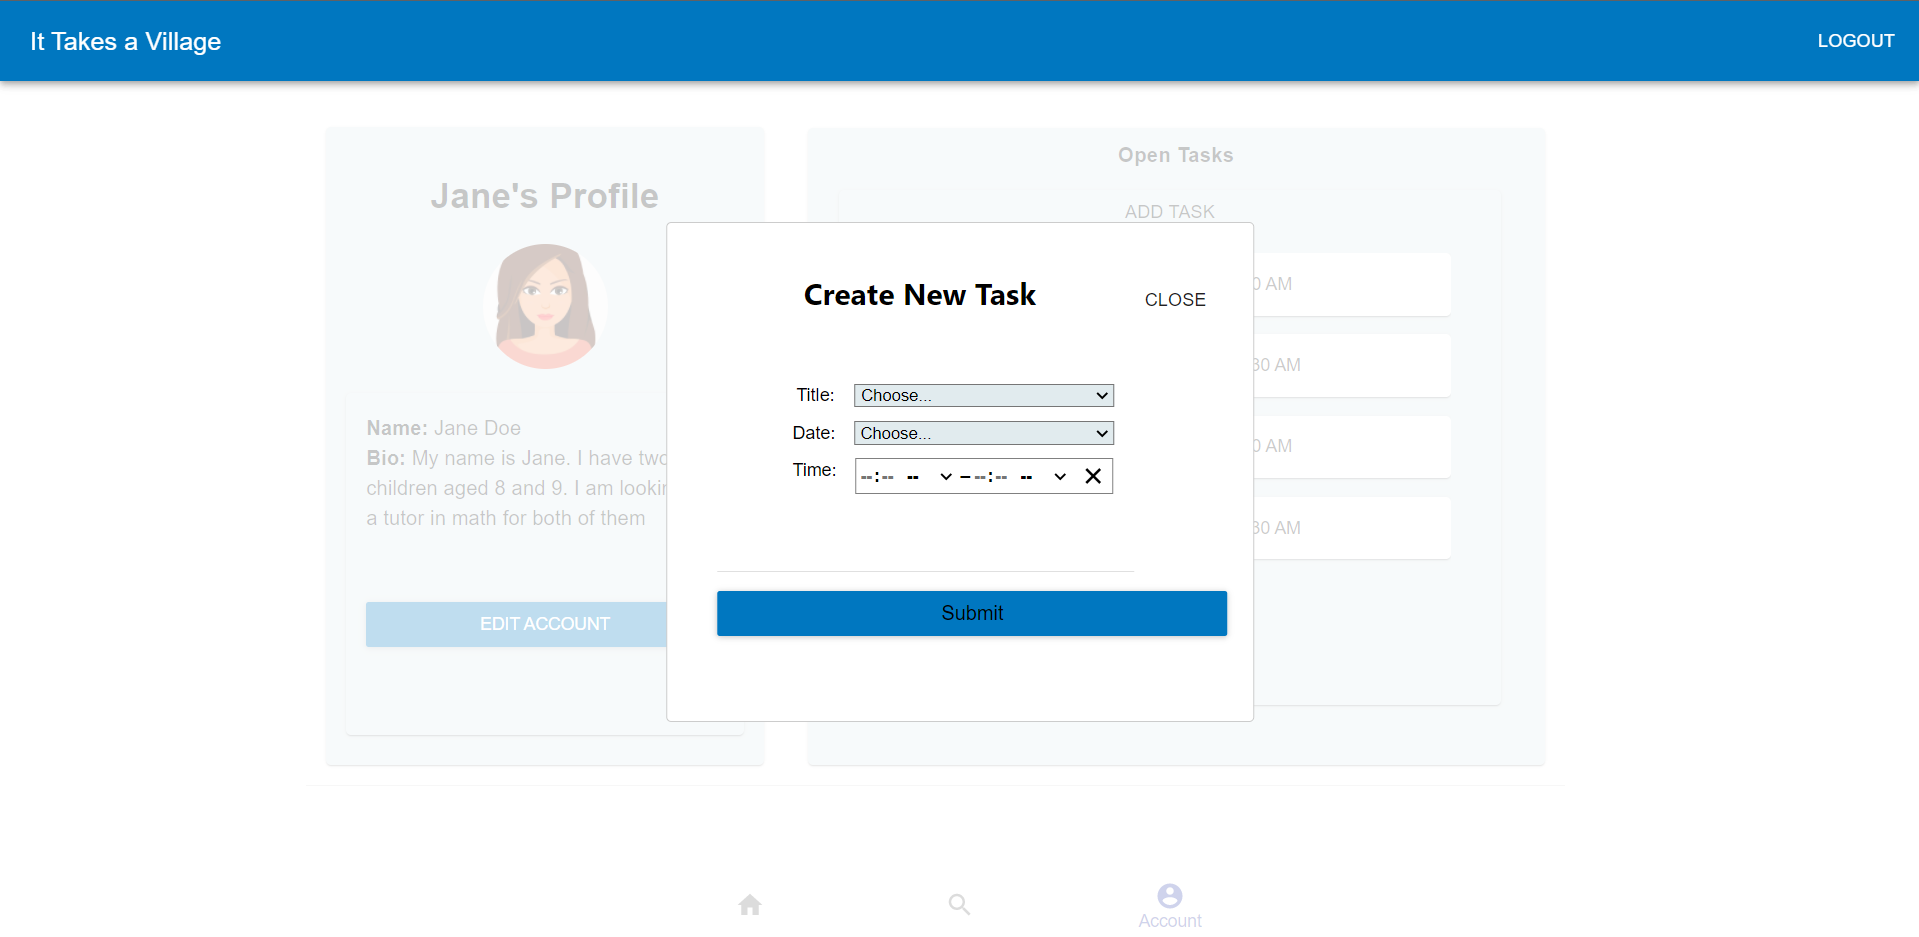 It Takes a Village
LOGOUT
Jane's Profile
Name: Jane Doe
Bio: My name is Jane. I have two
children aged 8 and 9. I am
a tutor in math for both of them
EDIT ACCOUNT
Open Tasks
ADD TASK
0 AM
30 AM
0 AM
30 AM
Create New Task
CLOSE
Title: Choose...
Date: Choose...
Time: --:-- -- – --:-- --
Submit
Account